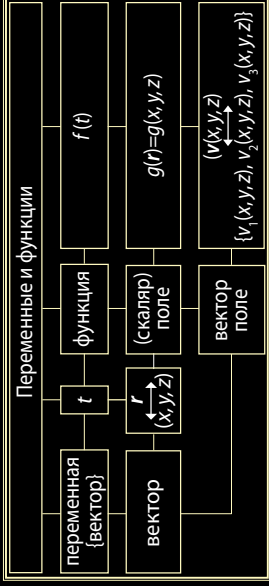 Переменные и функции
переменная
{вектор}
t
функция
f (t)
вектор
r
(x, y, z)
(скаляр)
поле
g(r)=g(x, y, z)
вектор
поле
(v(x, y, z)
{v₁(x, y, z), v₂(x, y, z), v₃(x, y, z)}